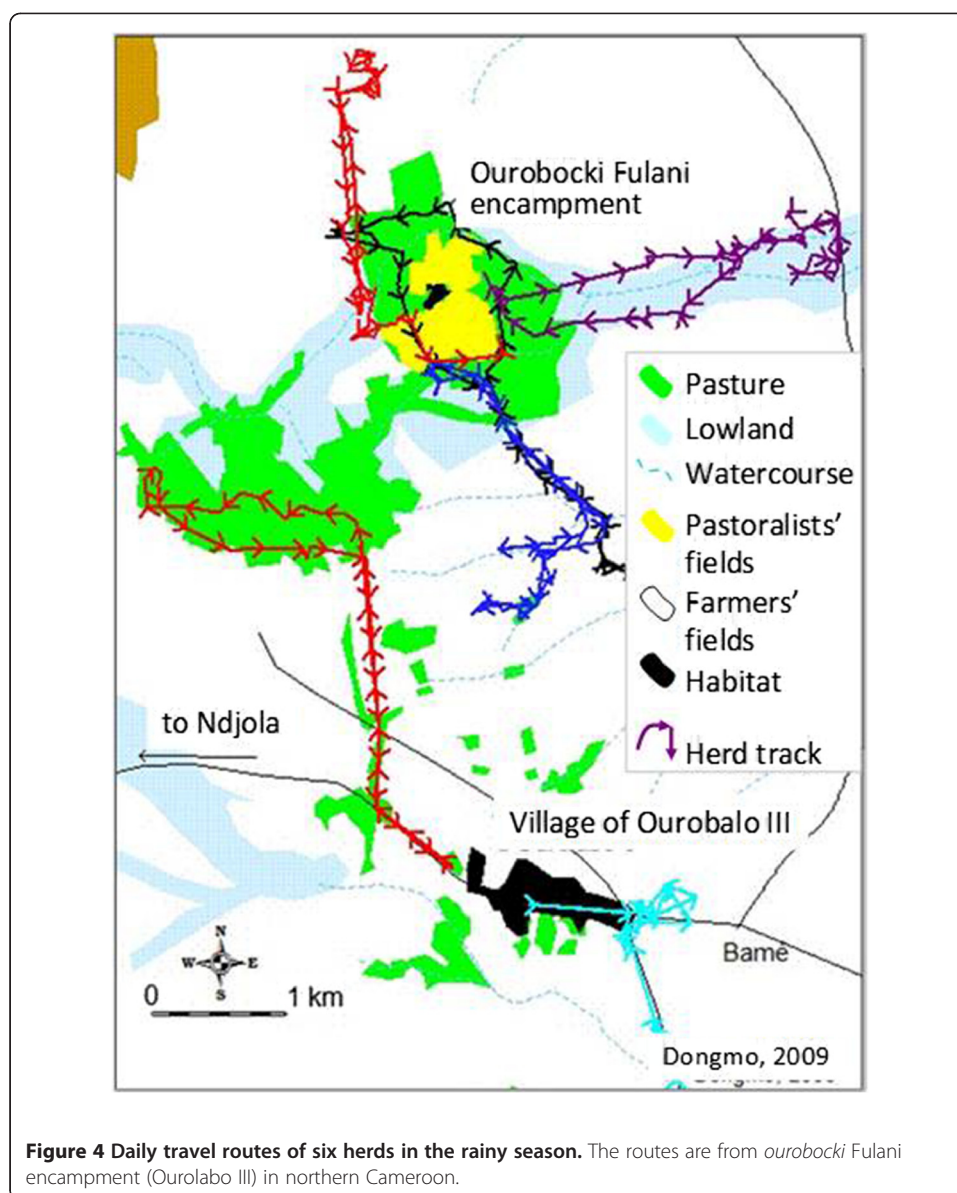 Ourobocki Fulani
encampment
Pasture
Lowland
Watercourse
Pastoralists'
fields
Farmers'
fields
Habitat
Herd track
to Ndjola
Village of Ourobalo III
N
W E
S
0 1 km
Bamé
Dongmo, 2009
Figure 4 Daily travel routes of six herds in the rainy season. The routes are from ourobocki Fulani
encampment (Ourolabo III) in northern Cameroon.